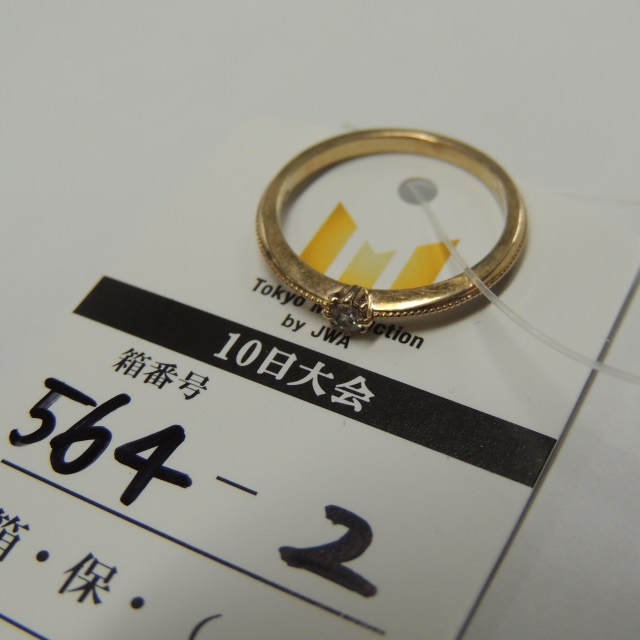 Tokyo
by JWA
10日大会
箱番号
564 - 2
箱・保・(